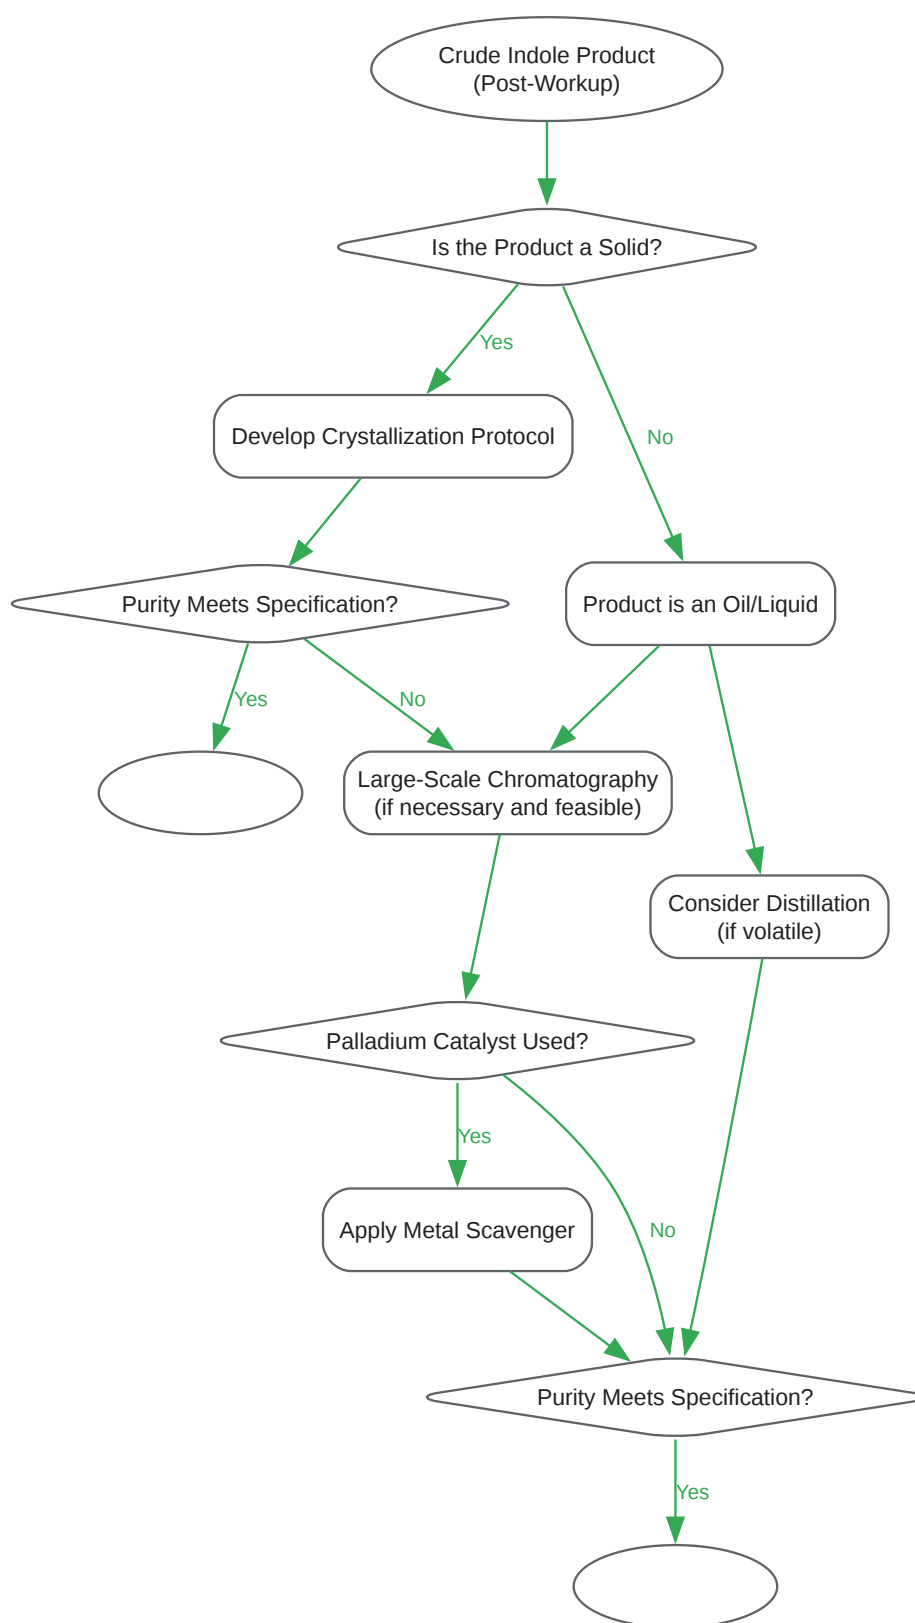 Crude Indole Product
(Post-Workup)
Is the Product a Solid?
Yes
Develop Crystallization Protocol
No
Purity Meets Specification?
Product is an Oil/Liquid
Yes
No
Large-Scale Chromatography
(if necessary and feasible)
Consider Distillation
(if volatile)
Palladium Catalyst Used?
Yes
Apply Metal Scavenger
No
Purity Meets Specification?
Yes